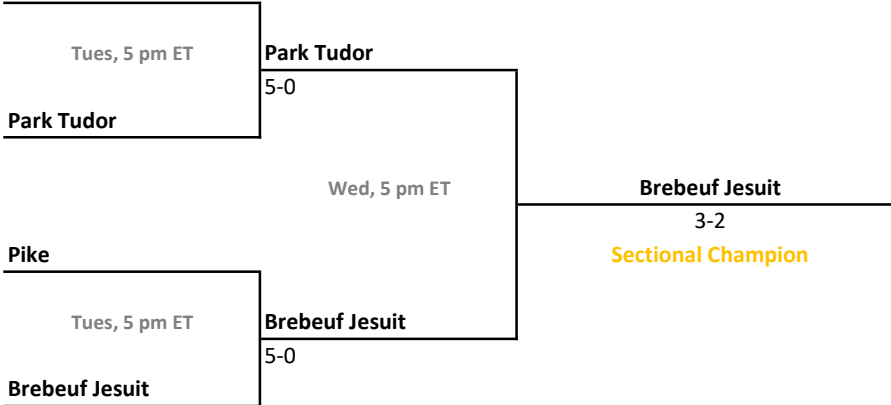 Tues, 5 pm ET
Park Tudor
5-0
Park Tudor
Wed, 5 pm ET
Brebeuf Jesuit
3-2
Sectional Champion
Pike
Tues, 5 pm ET
Brebeuf Jesuit
5-0
Brebeuf Jesuit